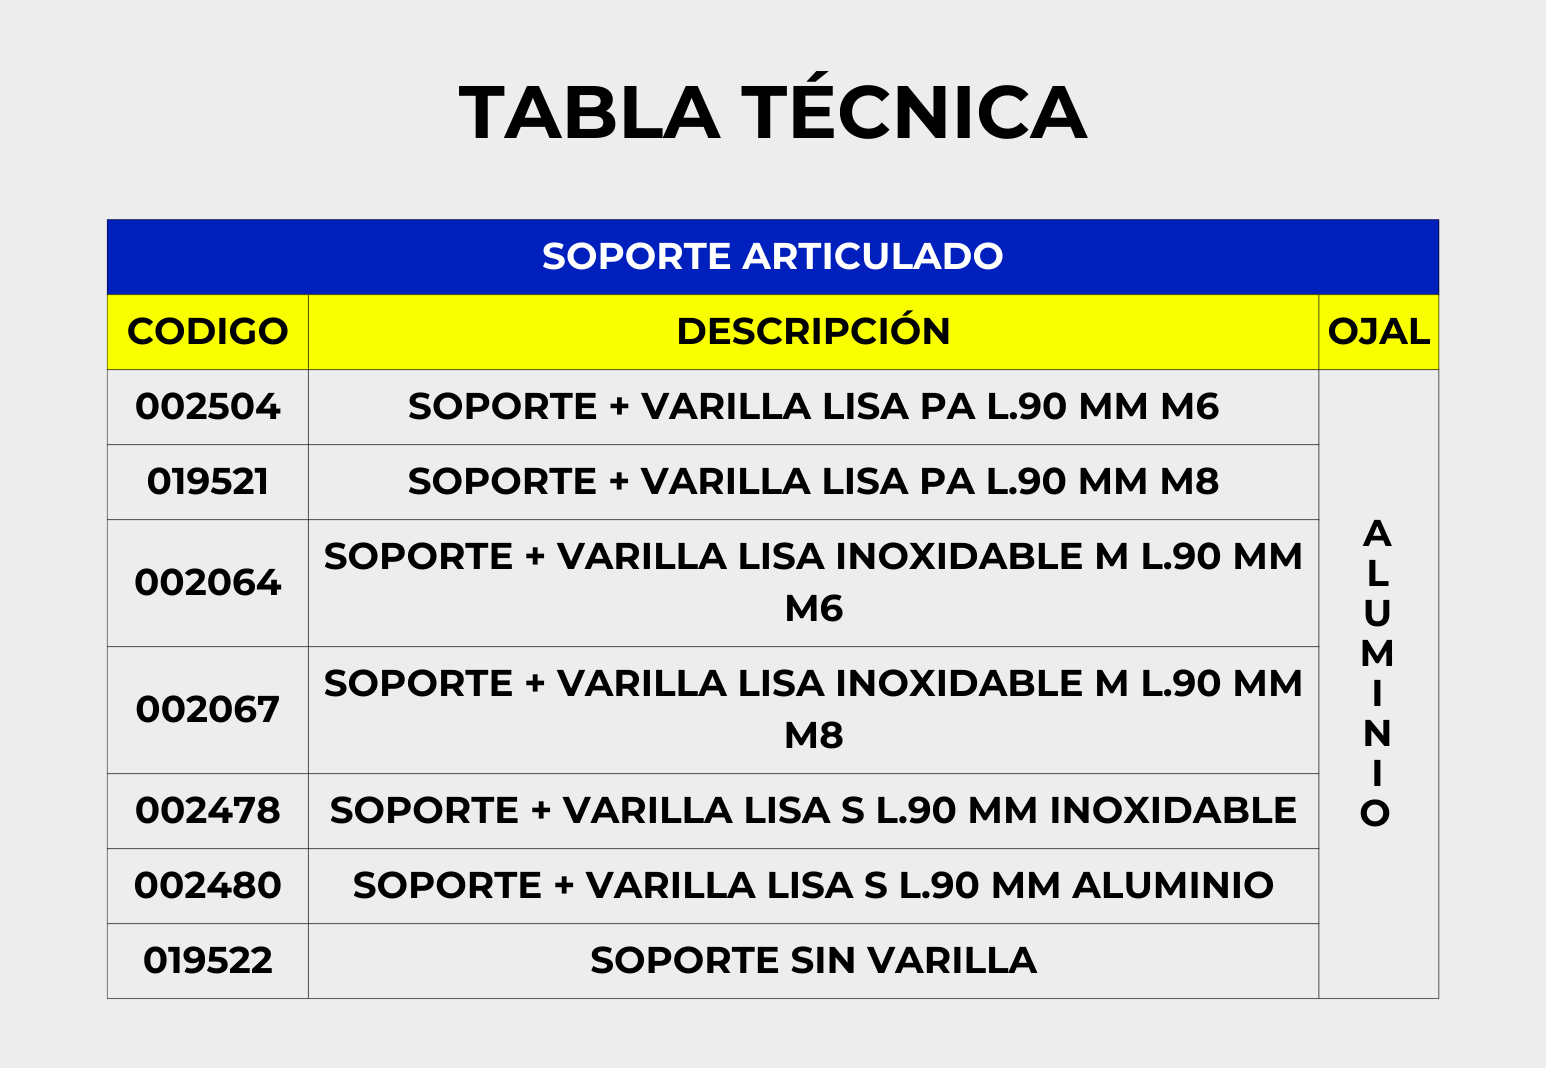 TABLA TÉCNICA
SOPORTE ARTICULADO
CODIGO DESCRIPCIÓN OJAL
002504 SOPORTE + VARILLA LISA PA L.90 MM M6
019521 SOPORTE + VARILLA LISA PA L.90 MM M8
002064 SOPORTE + VARILLA LISA INOXIDABLE M L.90 MM
M6
002067 SOPORTE + VARILLA LISA INOXIDABLE M L.90 MM
M8
002478 SOPORTE + VARILLA LISA S L.90 MM INOXIDABLE
002480 SOPORTE + VARILLA LISA S L.90 MM ALUMINIO
019522 SOPORTE SIN VARILLA
ALUMINIO